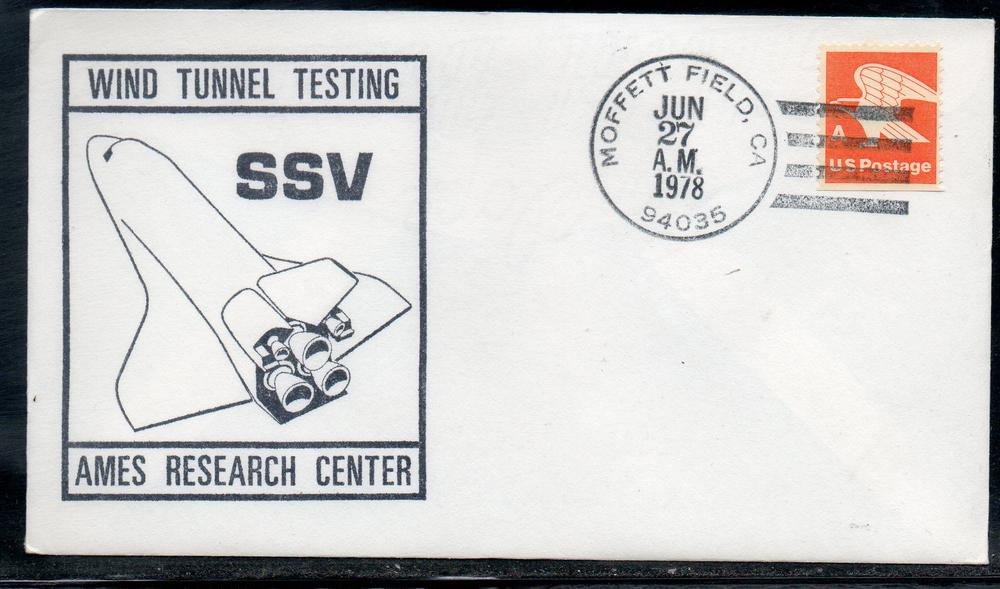 WIND TUNNEL TESTING
SSV
AMES RESEARCH CENTER
MOFFETT FIELD, CA
JUN
27
A.M.
1978
94035
A
US Postage